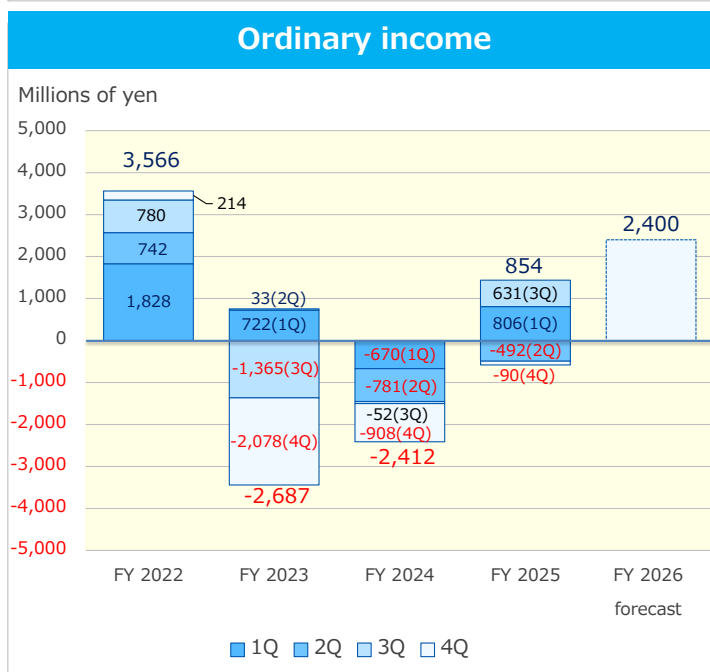 Ordinary income
Millions of yen
5,000
4,000
3,000
2,000
1,000
0
-1,000
-2,000
-3,000
-4,000
-5,000
3,566
214
780
742
1,828
33(2Q)
722(1Q)
-1,365(3Q)
-2,078(4Q)
-2,687
-670(1Q)
-781(2Q)
-52(3Q)
-908(4Q)
-2,412
854
631(3Q)
806(1Q)
-492(2Q)
-90(4Q)
2,400
FY 2022
FY 2023
FY 2024
FY 2025
FY 2026
forecast
1Q 2Q 3Q 4Q